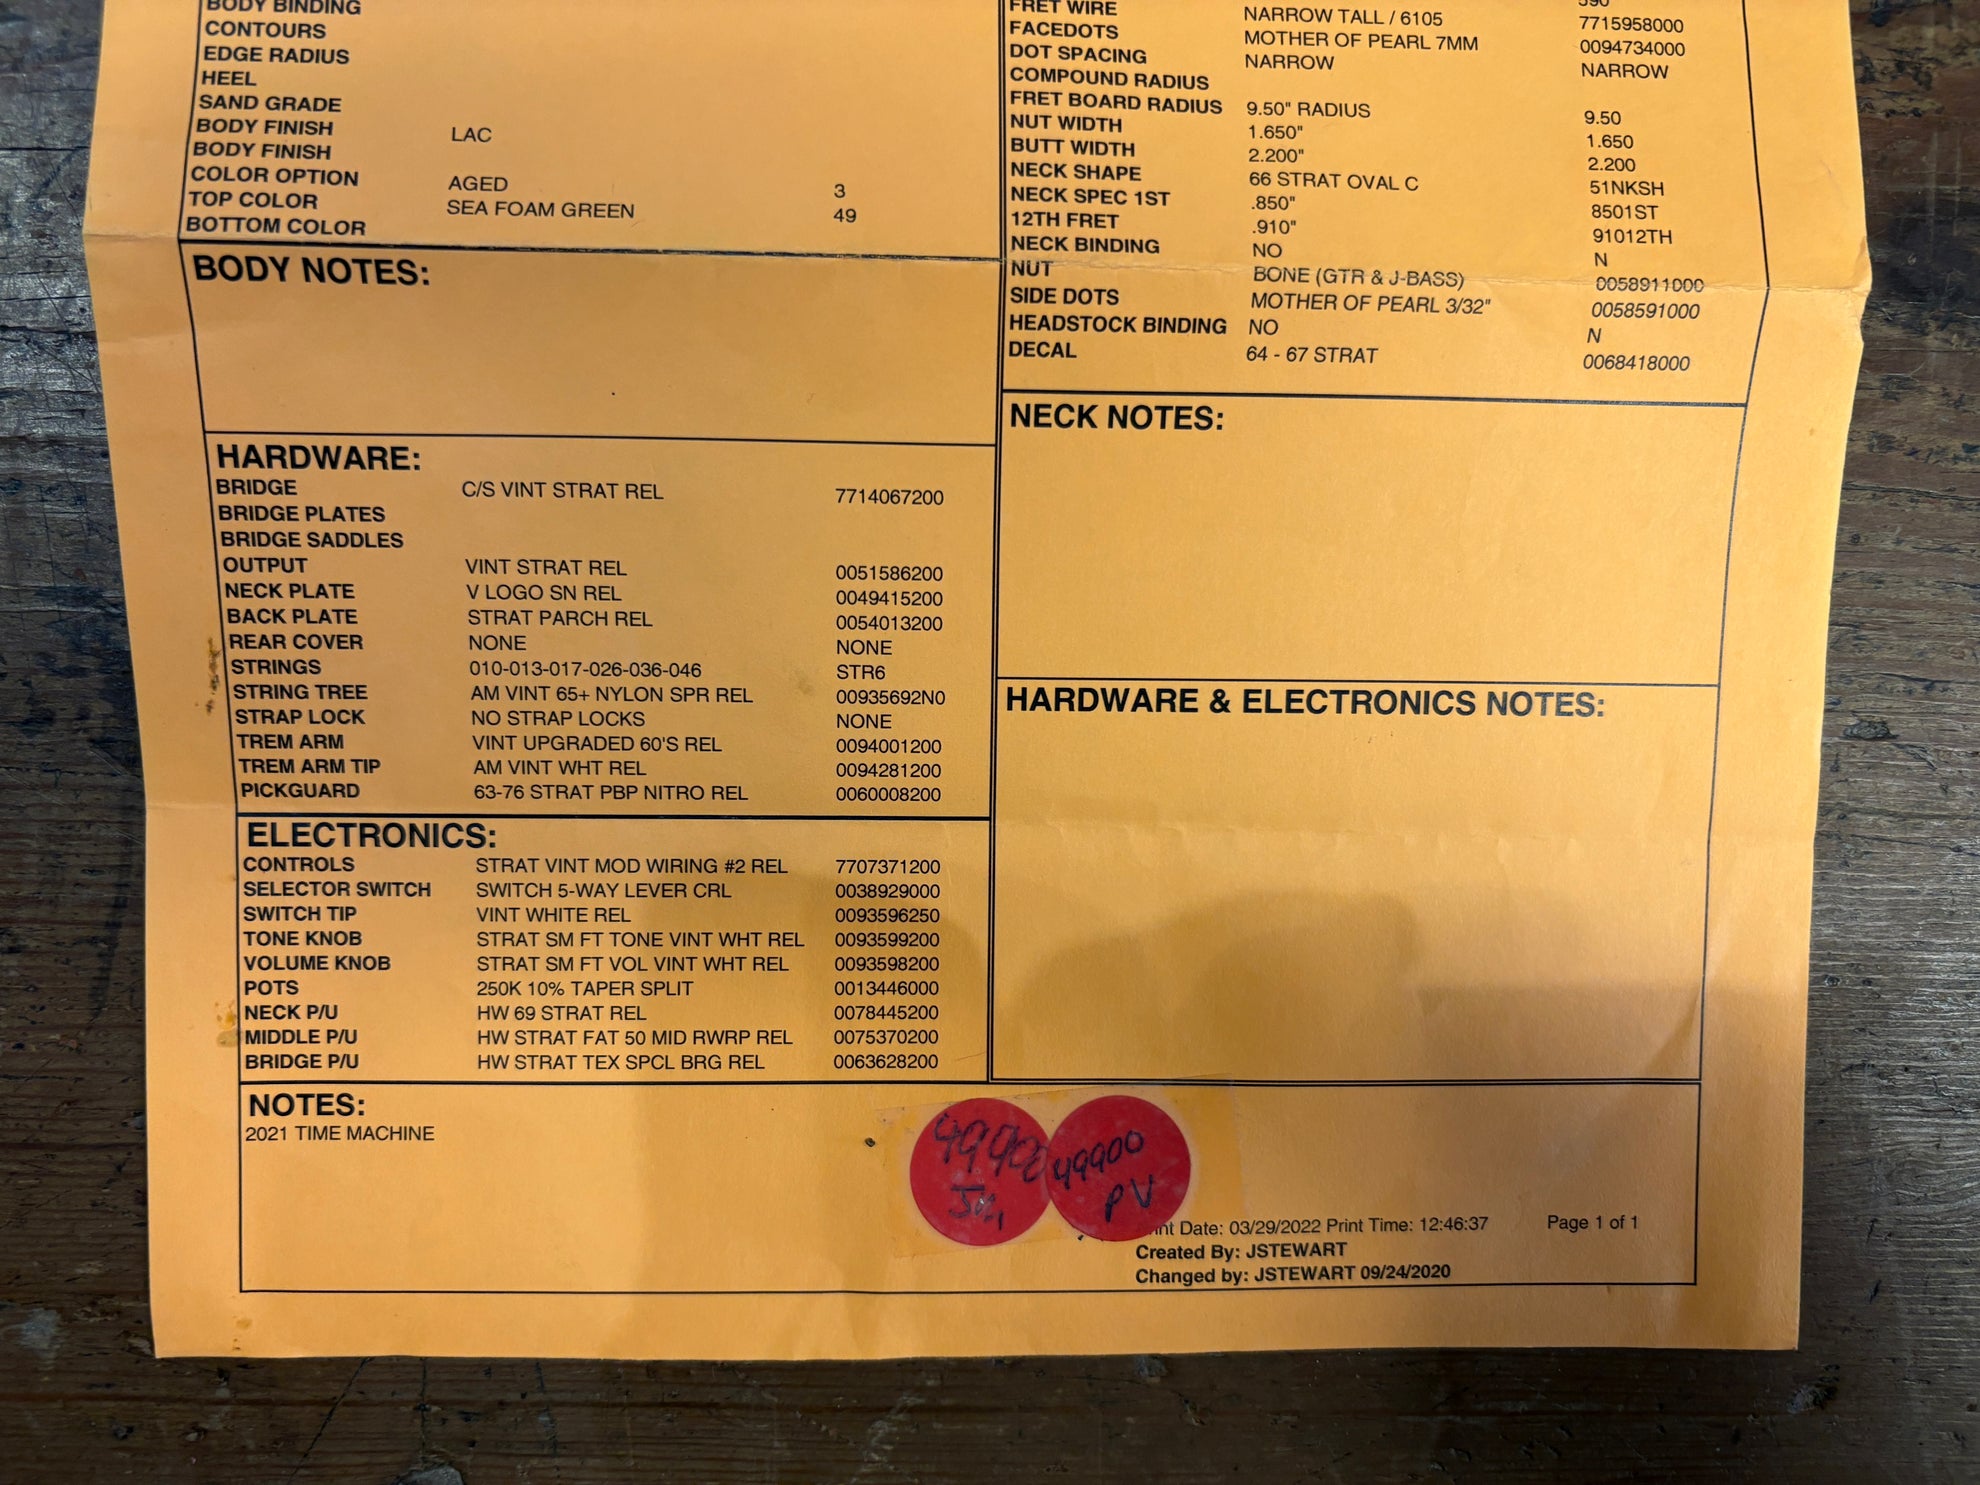 BODY BINDING
CONTOURS
EDGE RADIUS
HEEL
SAND GRADE
BODY FINISH LAC
BODY FINISH
COLOR OPTION AGED 3
TOP COLOR SEA FOAM GREEN 49
BOTTOM COLOR
BODY NOTES:
HARDWARE:
BRIDGE C/S VINT STRAT REL 7714067200
BRIDGE PLATES
BRIDGE SADDLES
OUTPUT VINT STRAT REL 0051586200
NECK PLATE V LOGO SN REL 0049415200
BACK PLATE STRAT PARCH REL 0054013200
REAR COVER NONE NONE
STRINGS 010-013-017-026-036-046 STR6
STRING TREE AM VINT 65+ NYLON SPR REL 00935692N0
STRAP LOCK NO STRAP LOCKS NONE
TREM ARM VINT UPGRADED 60'S REL 0094001200
TREM ARM TIP AM VINT WHT REL 0094281200
PICKGUARD 63-76 STRAT PBP NITRO REL 0060008200
ELECTRONICS:
CONTROLS STRAT VINT MOD WIRING #2 REL 7707371200
SELECTOR SWITCH SWITCH 5-WAY LEVER CRL 0038929000
SWITCH TIP VINT WHITE REL 0093596250
TONE KNOB STRAT SM FT TONE VINT WHT REL 0093599200
VOLUME KNOB STRAT SM FT VOL VINT WHT REL 0093598200
POTS 250K 10% TAPER SPLIT 0013446000
NECK P/U HW 69 STRAT REL 0078445200
MIDDLE P/U HW STRAT FAT 50 MID RWRP REL 0075370200
BRIDGE P/U HW STRAT TEX SPCL BRG REL 0063628200
FRET WIRE NARROW TALL / 6105 7715958000
FACEDOTS MOTHER OF PEARL 7MM 0094734000
DOT SPACING NARROW NARROW
COMPOUND RADIUS
FRET BOARD RADIUS 9.50" RADIUS 9.50
NUT WIDTH 1.650" 1.650
BUTT WIDTH 2.200" 2.200
NECK SHAPE 66 STRAT OVAL C 51NKSH
NECK SPEC 1ST .850" 8501ST
12TH FRET .910" 91012TH
NECK BINDING NO N
NUT BONE (GTR & J-BASS) 0058911000
SIDE DOTS MOTHER OF PEARL 3/32" 0058591000
HEADSTOCK BINDING NO N
DECAL 64 - 67 STRAT 0068418000
NECK NOTES:
HARDWARE & ELECTRONICS NOTES:
NOTES:
2021 TIME MACHINE
49900
PV
Date: 03/29/2022 Print Time: 12:46:37 Page 1 of 1
Created By: JSTEWART
Changed by: JSTEWART 09/24/2020